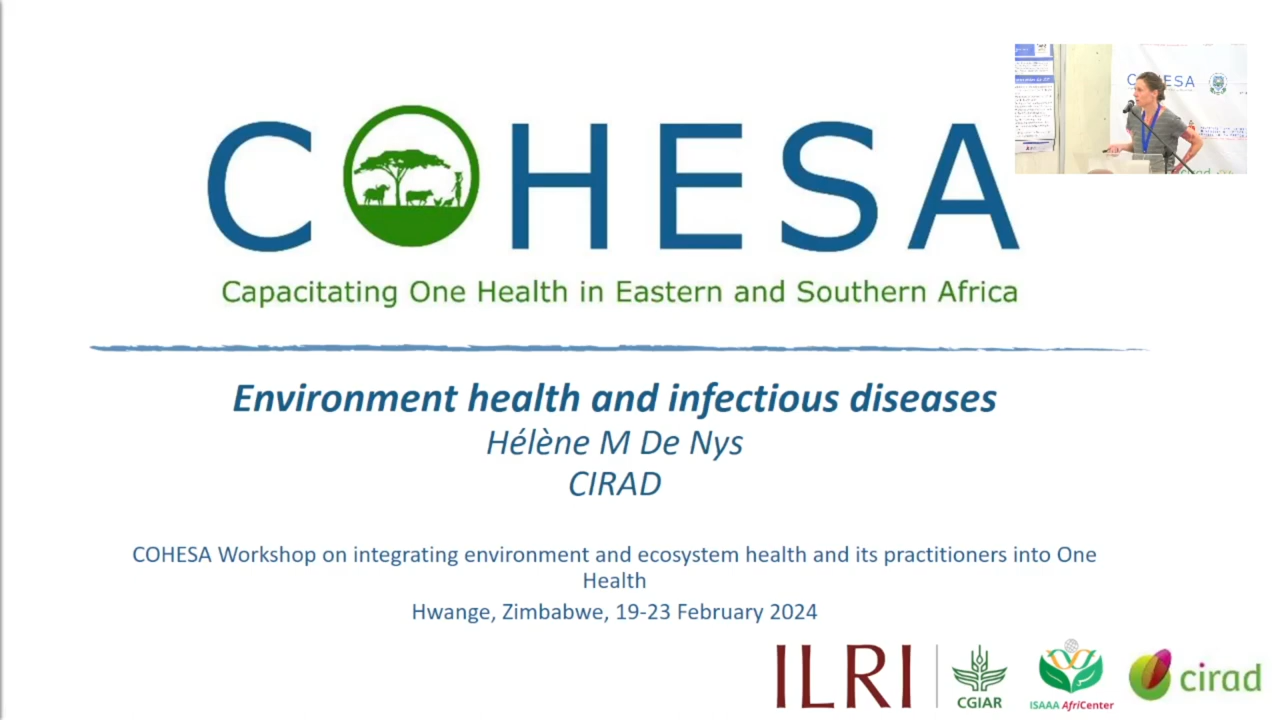 COHESA
Capacitating One Health in Eastern and Southern Africa
Environment health and infectious diseases
Hélène M De Nys
CIRAD
COHESA Workshop on integrating environment and ecosystem health and its practitioners into One
Health
Hwange, Zimbabwe, 19-23 February 2024
ILRI
CGIAR
ISAAA AfriCenter
cirad